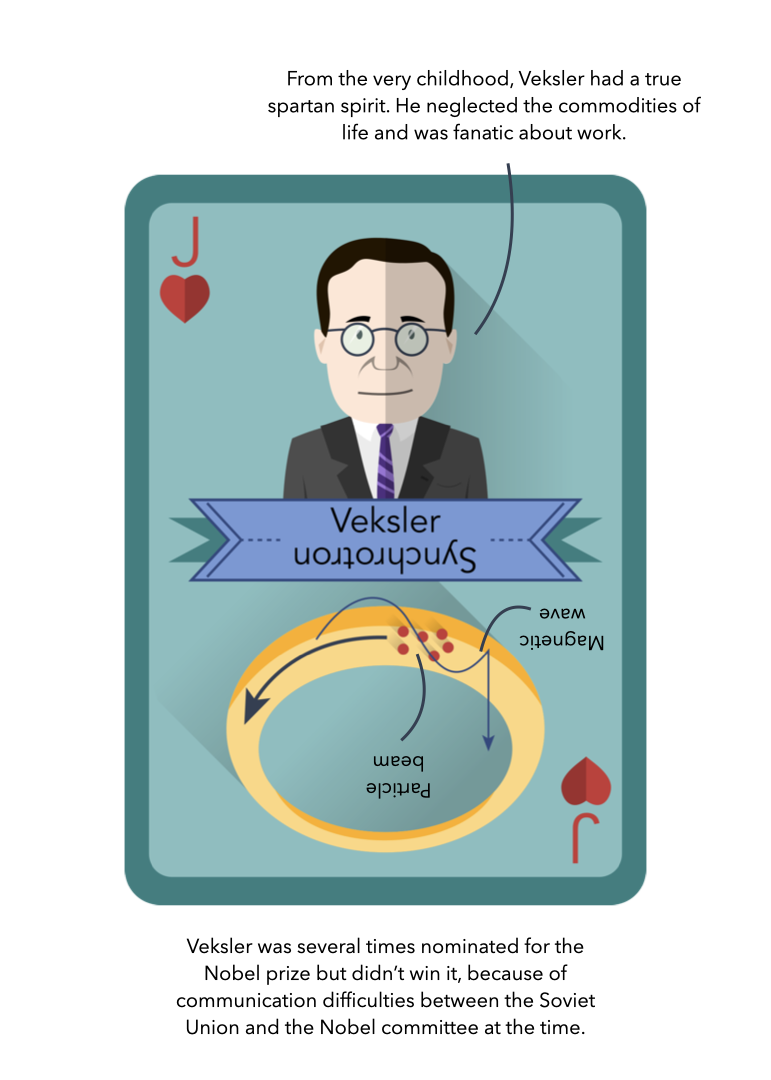 From the very childhood, Veksler had a true
spartan spirit. He neglected the commodities of
life and was fanatic about work.
J
Veksler
Synchrotron
Magnetic
wave
Particle
beam
J
Veksler was several times nominated for the
Nobel prize but didn’t win it, because of
communication difficulties between the Soviet
Union and the Nobel committee at the time.